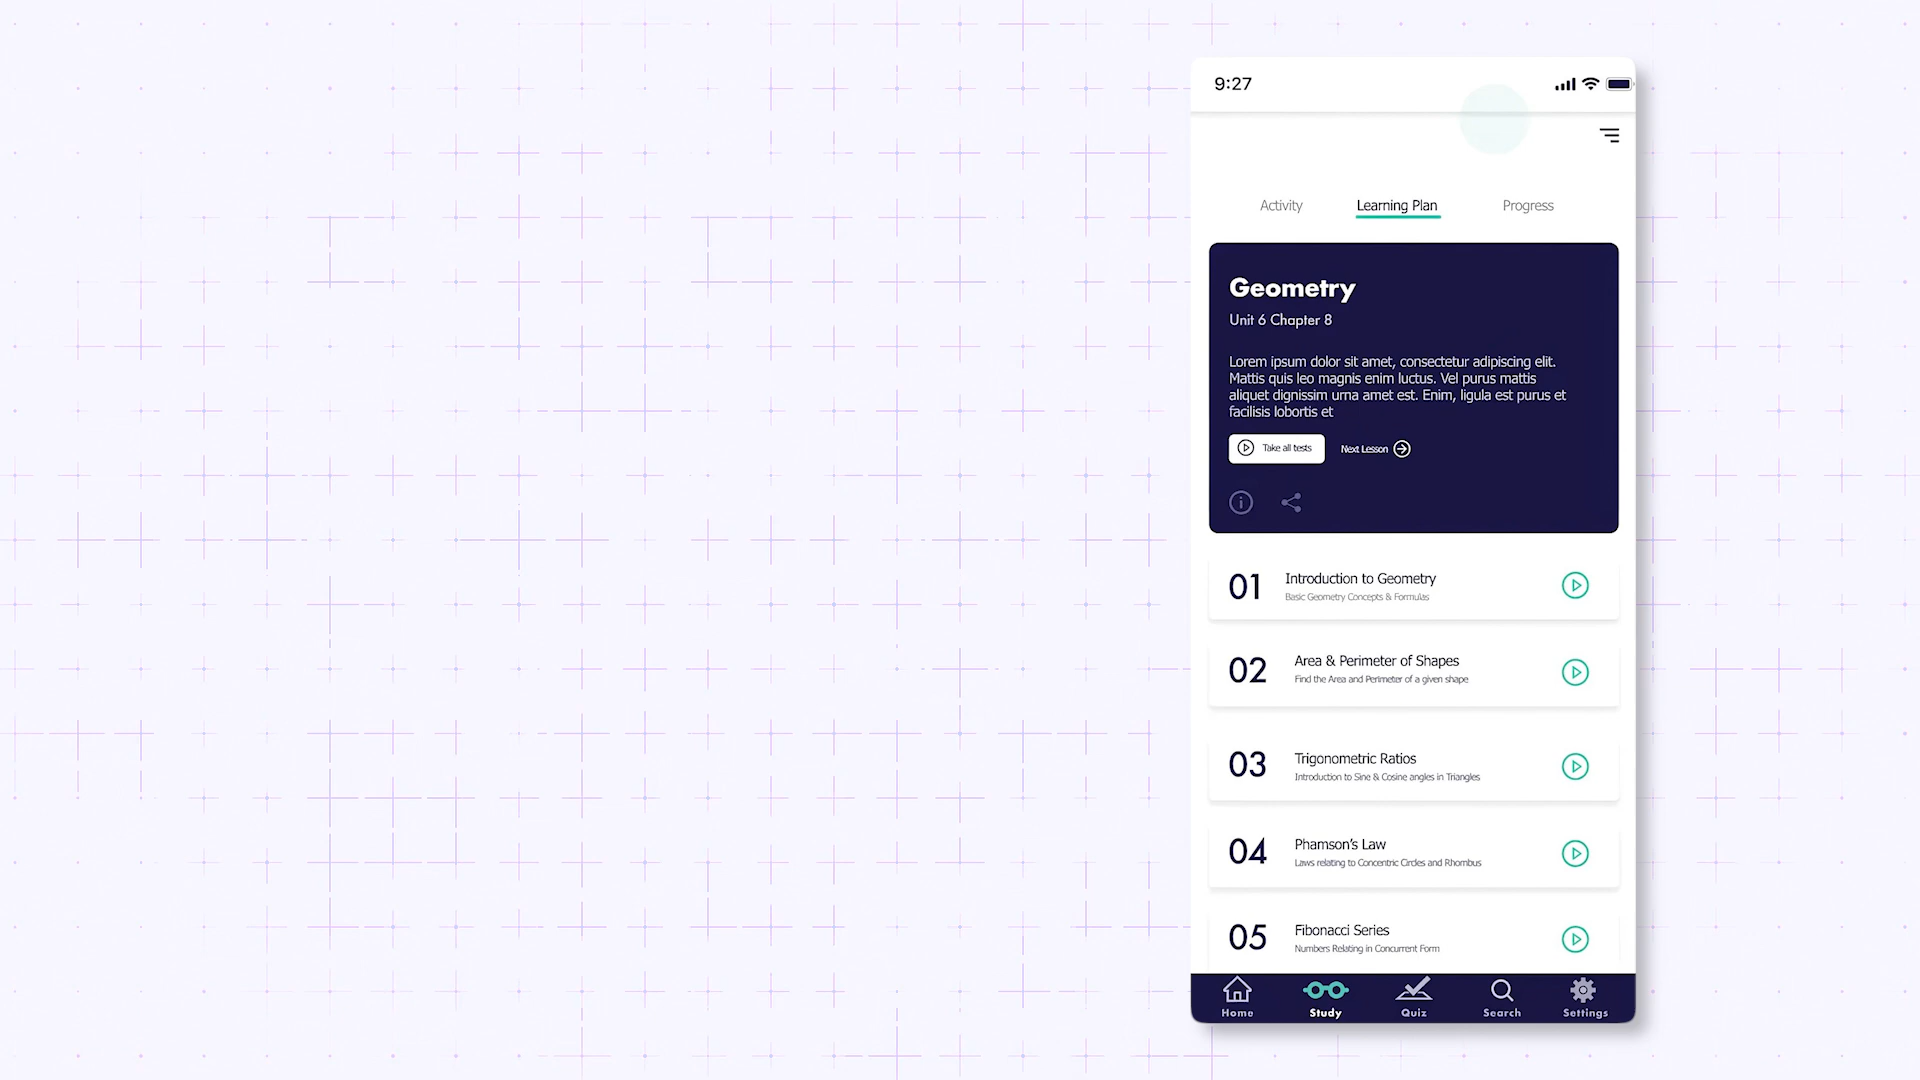 9:27
Activity Learning Plan Progress
Geometry
Unit 6 Chapter 8
Lorem ipsum dolor sit amet, consectetur adipiscing elit.
Mattis quis leo magnis enim luctus. Vel purus mattis
aliquet dignissim urna amet est. Enim, ligula est purus et
facilisis lobortis et
Take all tests Next Lesson
01 Introduction to Geometry
Basic Geometry Concepts & Formulas
02 Area & Perimeter of Shapes
Find the Area and Perimeter of a given shape
03 Trigonometric Ratios
Introduction to Sine & Cosine angles in Triangles
04 Phamson's Law
Laws relating to Concentric Circles and Rhombus
05 Fibonacci Series
Numbers Relating in Concurrent Form
Home Study Quiz Search Settings